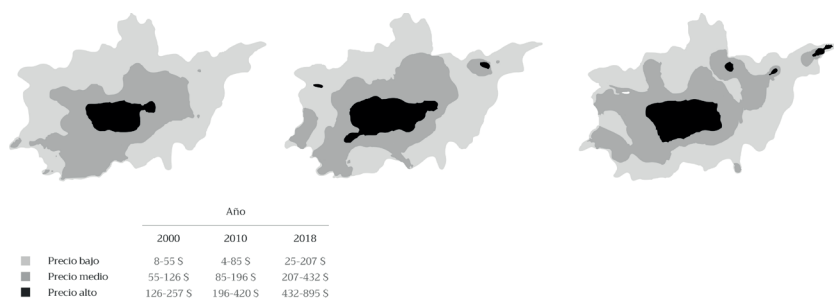 Año
2000 2010 2018
Precio bajo 8-55 $ 4-85 $ 25-207 $
Precio medio 55-126 $ 85-196 $ 207-432 $
Precio alto 126-257 $ 196-420 $ 432-895 $